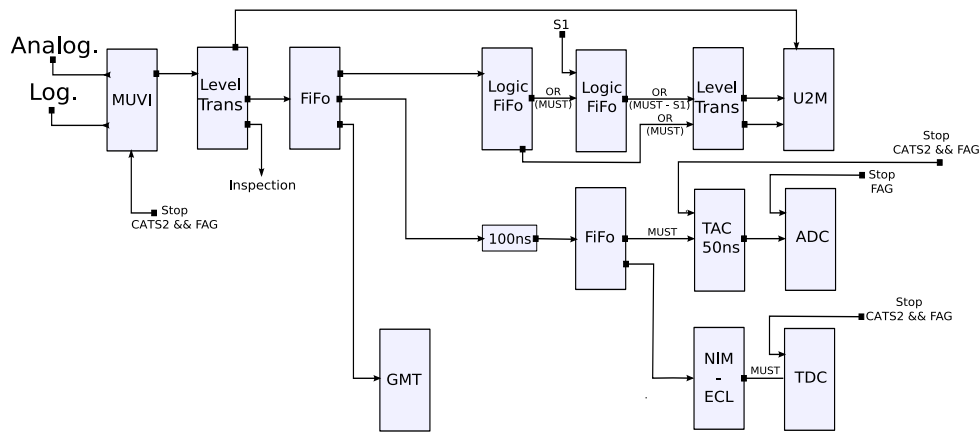 Analog.
Log.
MUVI
Stop
CATS2 && FAG
Level
Trans
Inspection
FiFo
GMT
Logic
FiFo
OR
(MUST)
S1
Logic
FiFo
OR
(MUST - S1)
OR
(MUST)
Level
Trans
U2M
Stop
CATS2 && FAG
Stop
FAG
100ns
FiFo
MUST
TAC
50ns
ADC
Stop
CATS2 && FAG
NIM
-
ECL
MUST
TDC